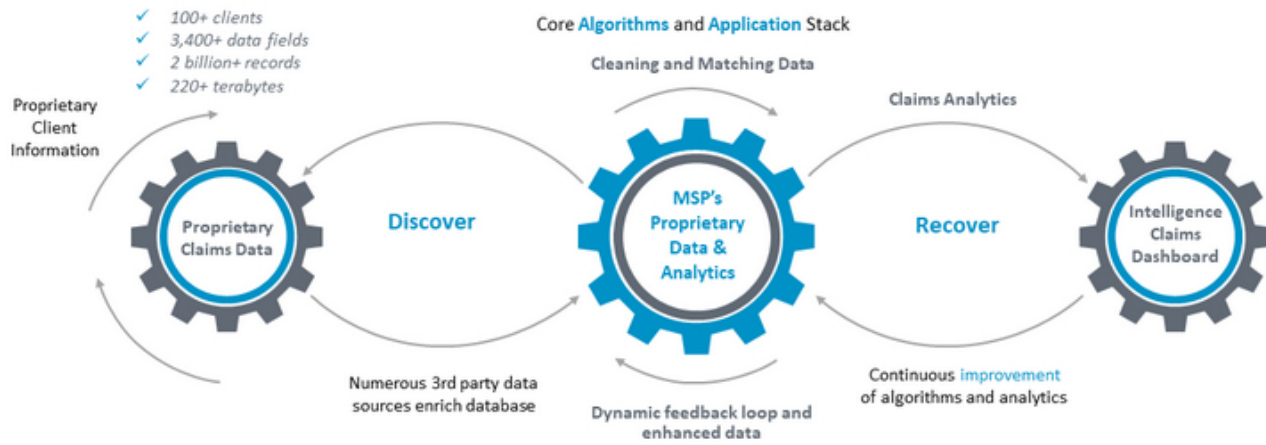 100+ clients
3,400+ data fields
2 billion+ records
220+ terabytes
Proprietary
Client
Information
Proprietary
Claims Data
Discover
Numerous 3rd party data
sources enrich database
Core Algorithms and Application Stack
Cleaning and Matching Data
MSP's
Proprietary
Data &
Analytics
Dynamic feedback loop and
enhanced data
Claims Analytics
Recover
Continuous improvement
of algorithms and analytics
Intelligence
Claims
Dashboard